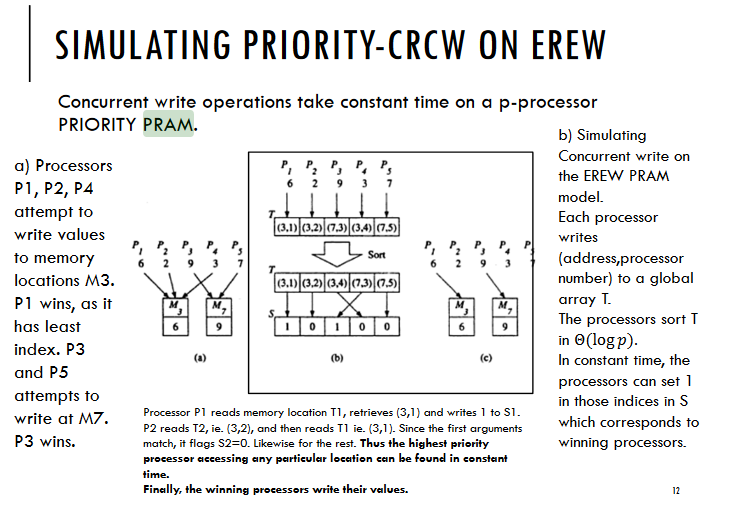 SIMULATING PRIORITY-CRCW ON EREW
Concurrent write operations take constant time on a p-processor
PRIORITY PRAM.
a) Processors
P1, P2, P4
attempt to
write values
to memory
locations M3.
P1 wins, as it
has least
index. P3
and P5
attempts to
write at M7.
P3 wins.
P1 P2 P3 P4 P5
6 2 9 3 7
M3 M7
6 9
(a)
P1 P2 P3 P4 P5
6 2 9 3 7
T
(3,1) (3,2) (7,3) (3,4) (7,5)
Sort
T
(3,1) (3,2) (3,4) (7,3) (7,5)
S
1 0 1 0 0
(b)
P1 P2 P3 P4 P
6 2 9 3
M3 M7
6 9
(c)
b) Simulating
Concurrent write on
the EREW PRAM
model.
Each processor
writes
(address,processor
number) to a global
array T.
The processors sort T
in Θ(log p).
In constant time, the
processors can set 1
in those indices in S
which corresponds to
winning processors.
Processor P1 reads memory location T1, retrieves (3,1) and writes 1 to S1.
P2 reads T2, ie. (3,2), and then reads T1 ie. (3,1). Since the first arguments
match, it flags S2=0. Likewise for the rest. Thus the highest priority
processor accessing any particular location can be found in constant
time.
Finally, the winning processors write their values.
12